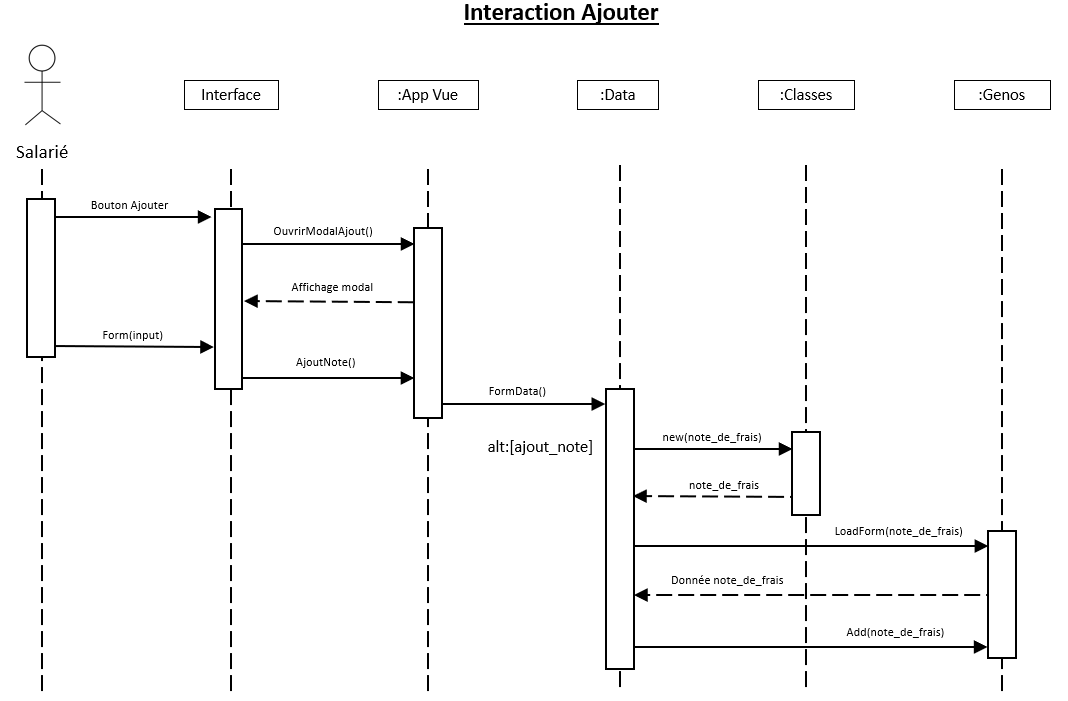 Interaction Ajouter
Interface
:App Vue
:Data
:Classes
:Genos
Salarié
Bouton Ajouter
OuvrirModalAjout()
Affichage modal
Form(input)
AjoutNote()
FormData()
alt:[ajout_note]
new(note_de_frais)
note_de_frais
LoadForm(note_de_frais)
Donnée note_de_frais
Add(note_de_frais)